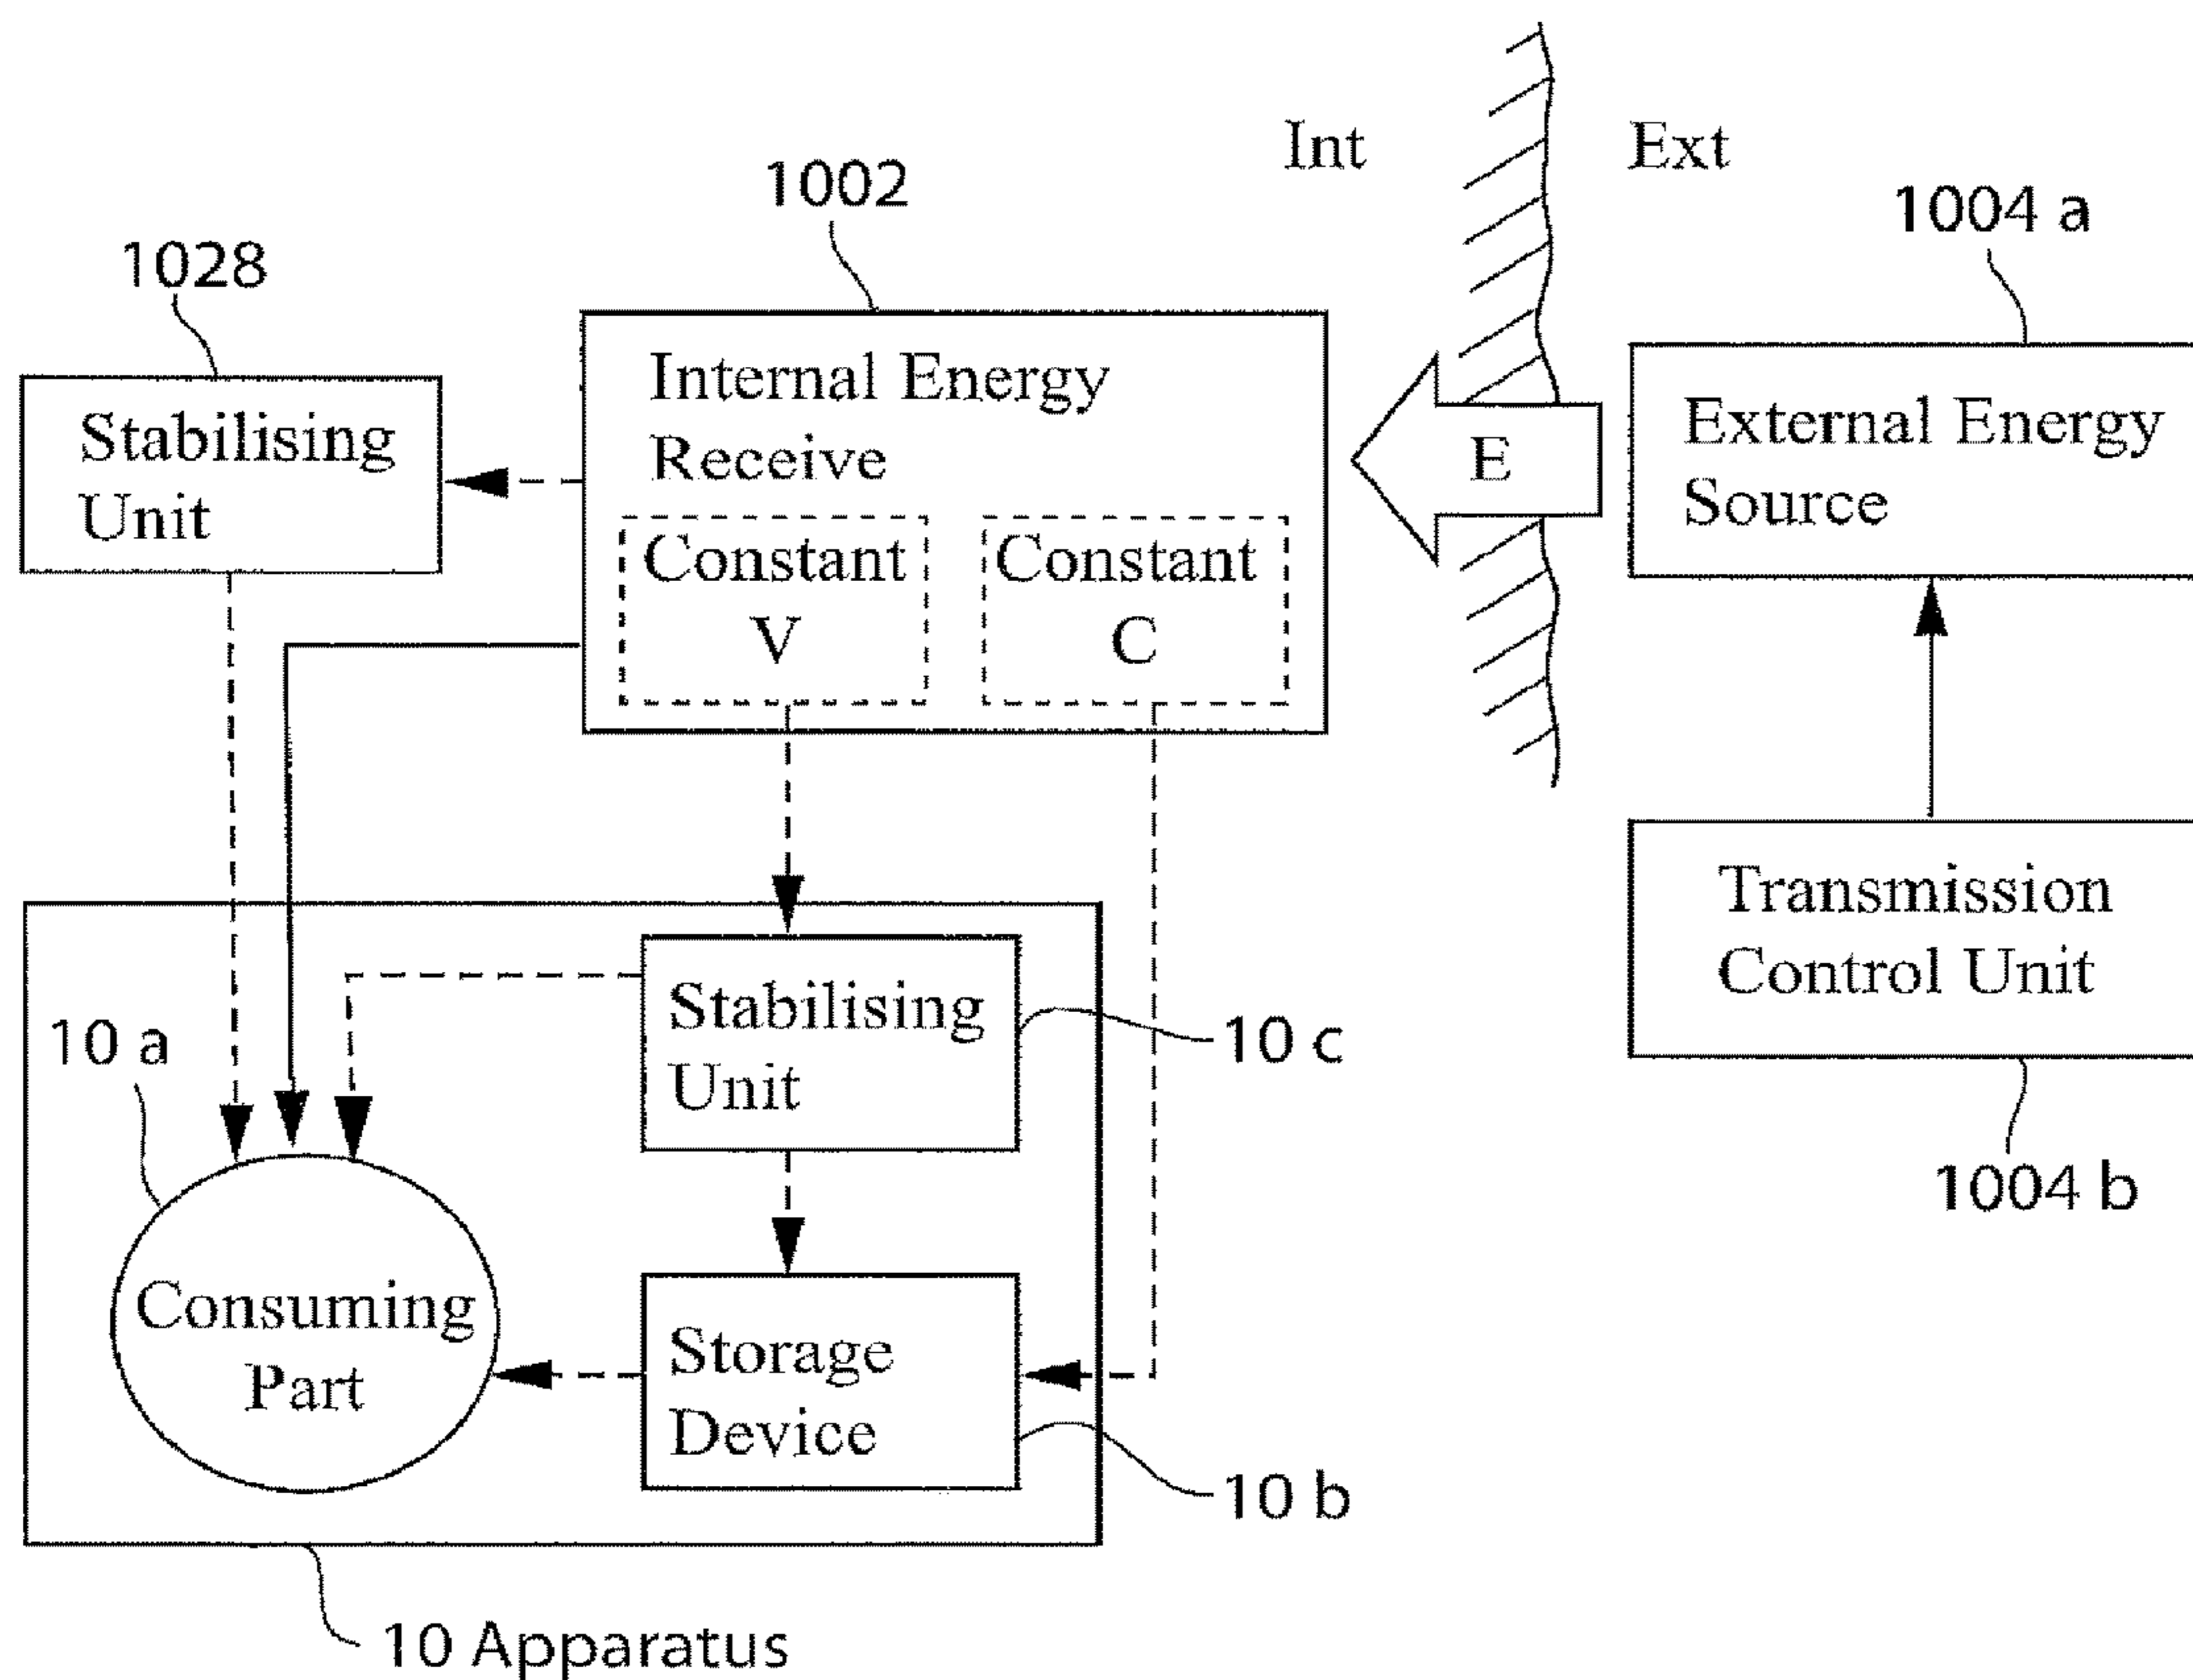 Int
Ext
1002
1004 a
1028
Internal Energy
Receive
Stabilising
Unit
External Energy
Source
E
Constant
V
Constant
C
Transmission
Control Unit
Stabilising
Unit
10 a
10 c
1004 b
Consuming
Part
Storage
Device
10 b
10 Apparatus